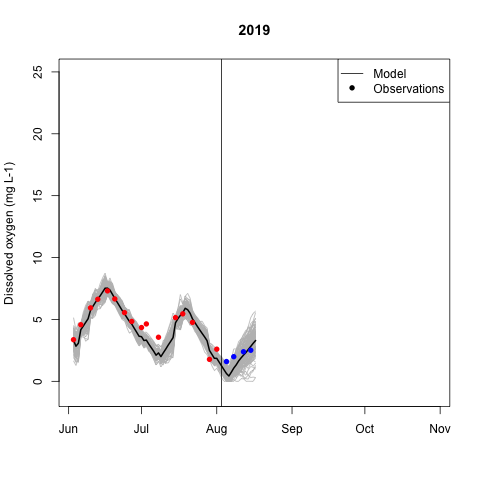 2019
Model
Observations
Dissolved oxygen (mg L-1)
25
20
15
10
5
0
Jun Jul Aug Sep Oct Nov